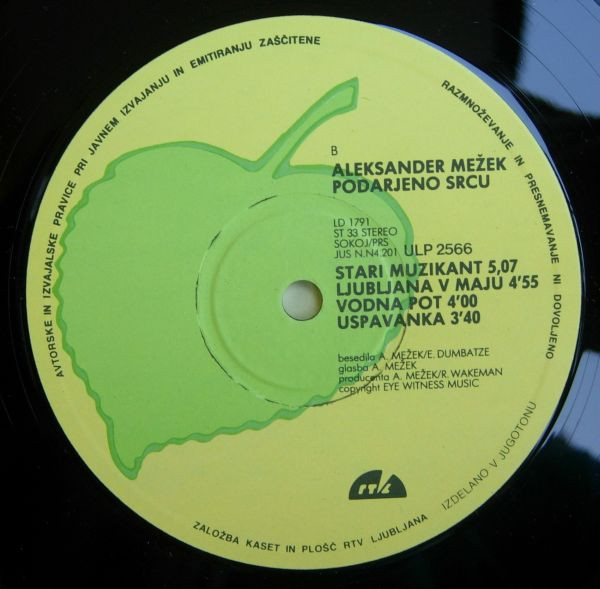 AVTORSKE IN IZVAJALSKE PRAVICE PRI JAVNEM IZVAJANJU IN EMITIRANJU ZAŠČITENE
RAZMNOŽEVANJE IN PRESNEMAVANJE NI DOVOLJENO
B
ALEKSANDER MEŽEK
PODARJENO SRCU
LD 1791
ST 33 STEREO
SOKOJ/PRS
JUS N.N4.201 ULP 2566
STARI MUZIKANT 5,07
LJUBLJANA V MAJU 4'55
VODNA POT 4'00
USPAVANKA 3'40
besedila A. MEŽEK/E. DUMBATZE
glasba A. MEŽEK
producenta A. MEŽEK/R. WAKEMAN
copyright EYE WITNESS MUSIC
rtvl
IZDELANO V JUGOTONU
ZALOŽBA KASET IN PLOŠČ RTV LJUBLJANA